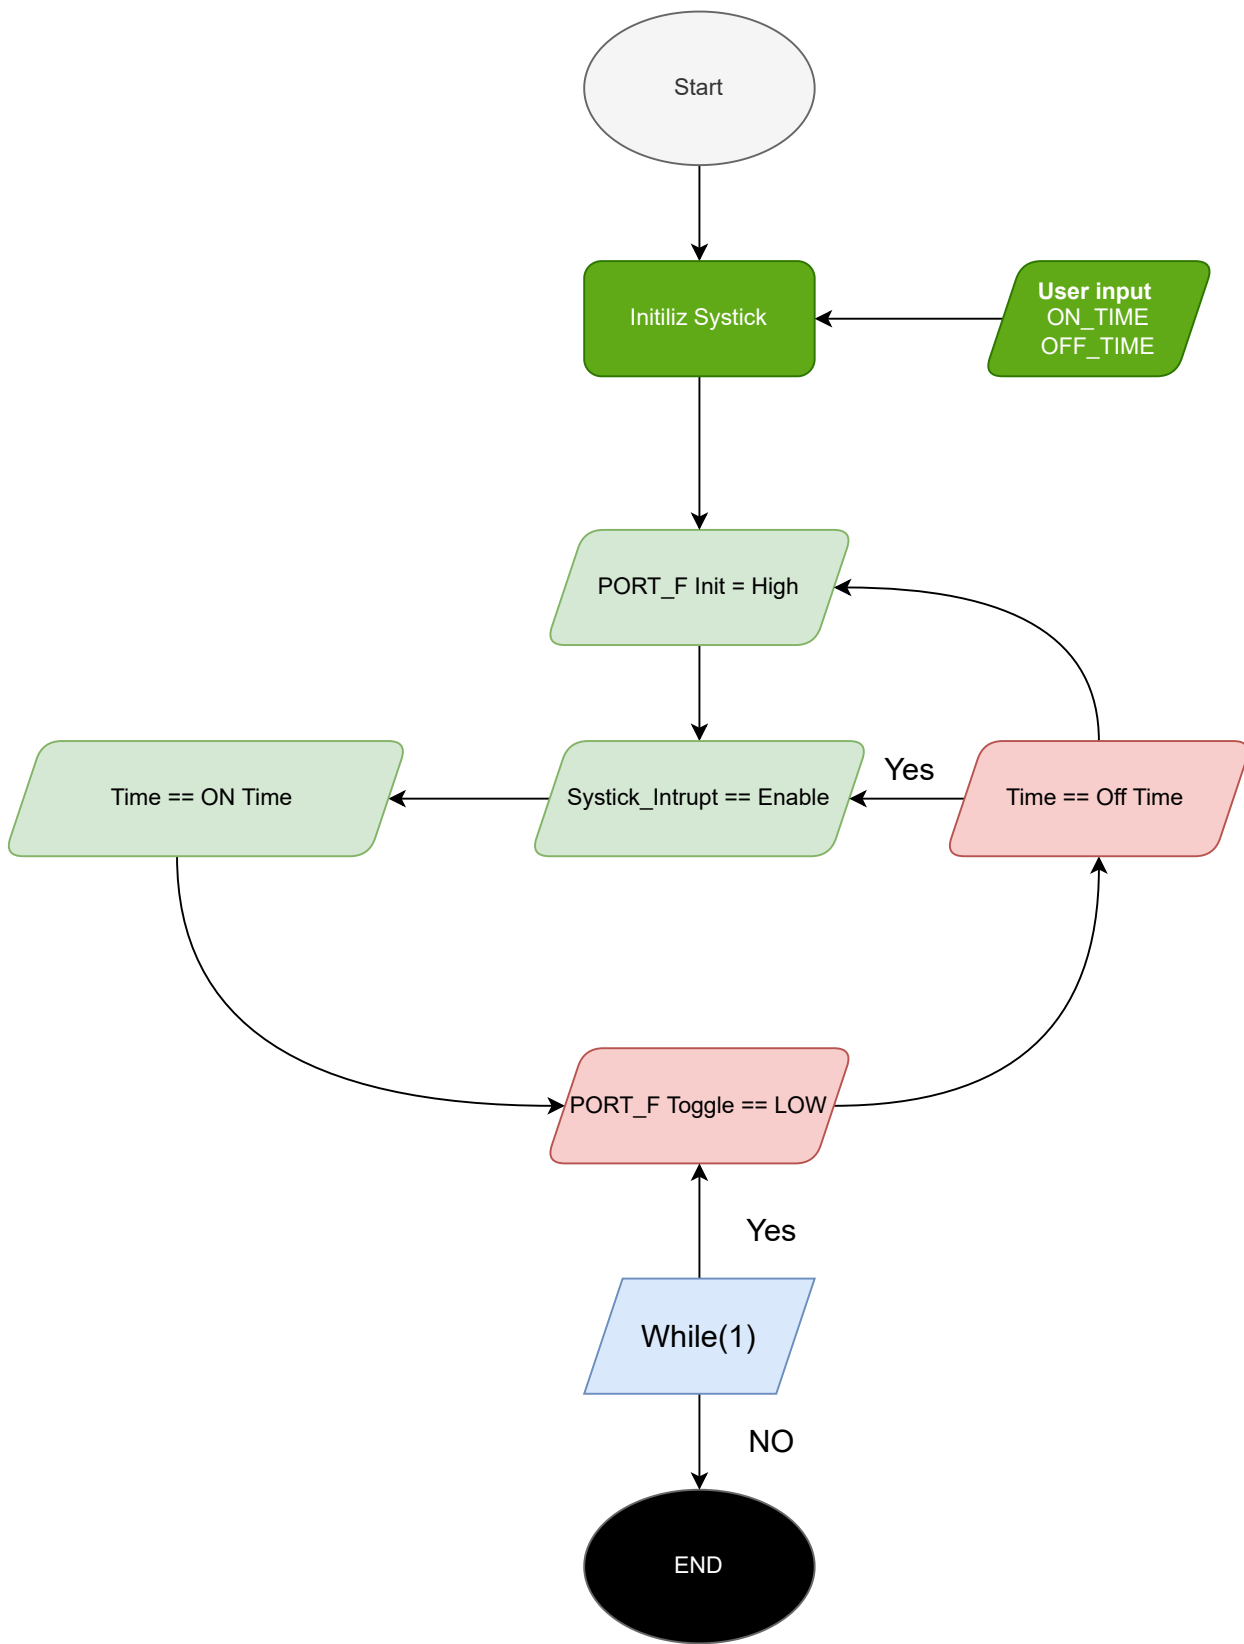 Start
Initiliz Systick
User input
ON_TIME
OFF_TIME
PORT_F Init = High
Time == ON Time
Systick_Intrupt == Enable
Yes
Time == Off Time
PORT_F Toggle == LOW
Yes
While(1)
NO
END